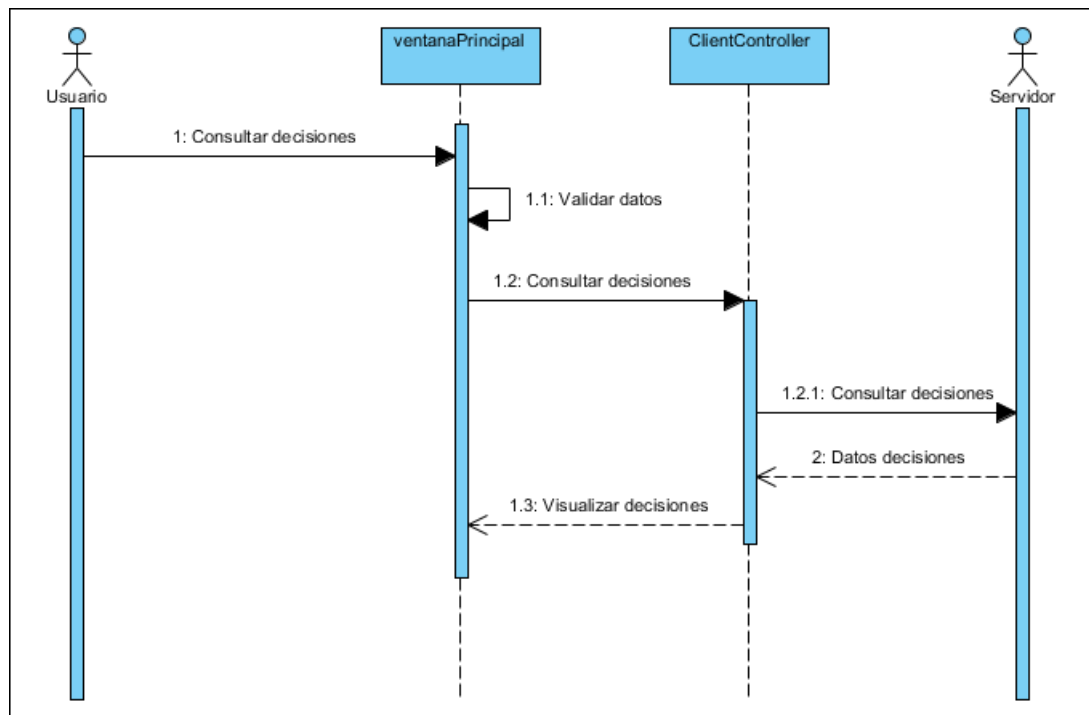 ventanaPrincipal
ClientController
Usuario
Servidor
1: Consultar decisiones
1.1: Validar datos
1.2: Consultar decisiones
1.2.1: Consultar decisiones
2: Datos decisiones
1.3: Visualizar decisiones